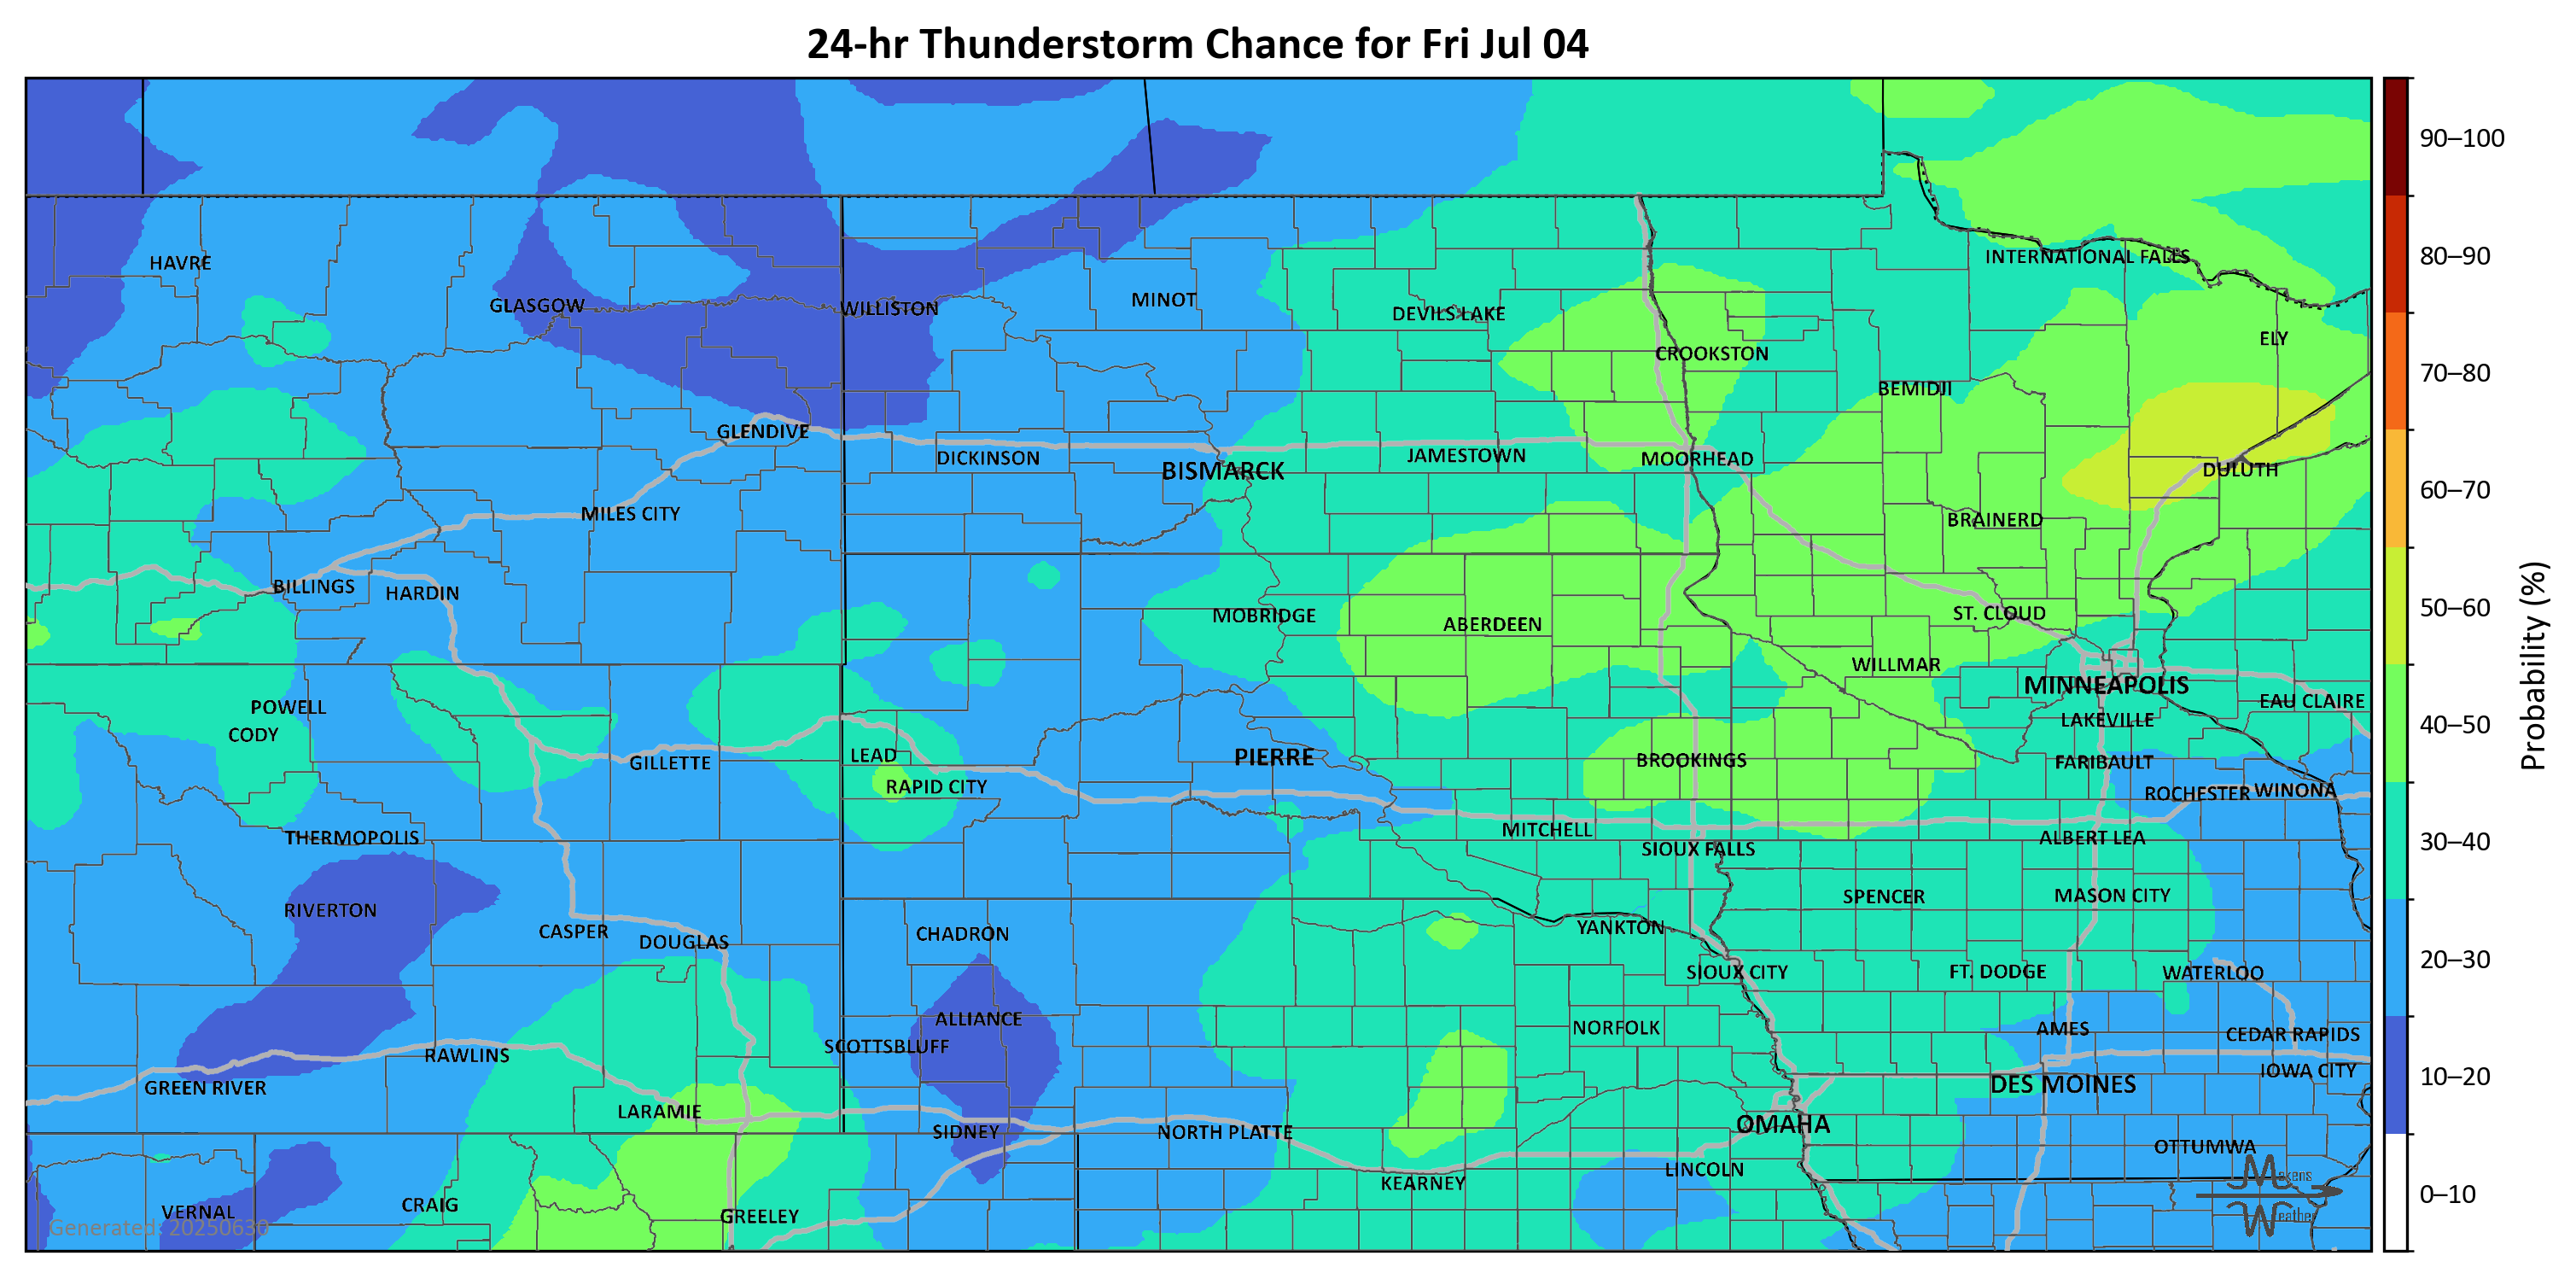 24-hr Thunderstorm Chance for Fri Jul 04
90–100
80–90
70–80
60–70
50–60
40–50
30–40
20–30
10–20
0–10
Probability (%)
HAVRE
GLASGOW
WILLISTON
MINOT
DEVILS LAKE
INTERNATIONAL FALLS
ELY
CROOKSTON
BEMIDJI
GLENDIVE
DICKINSON
BISMARCK
JAMESTOWN
MOORHEAD
DULUTH
MILES CITY
BRAINERD
BILLINGS
HARDIN
MOBRIDGE
ABERDEEN
ST. CLOUD
WILLMAR
MINNEAPOLIS
EAU CLAIRE
POWELL
CODY
LAKEVILLE
GILLETTE
LEAD
RAPID CITY
PIERRE
BROOKINGS
FARIBAULT
ROCHESTER
WINONA
THERMOPOLIS
MITCHELL
SIOUX FALLS
ALBERT LEA
RIVERTON
CASPER
DOUGLAS
CHADRON
YANKTON
SPENCER
MASON CITY
SIOUX CITY
FT. DODGE
WATERLOO
ALLIANCE
SCOTTSBLUFF
NORFOLK
AMES
CEDAR RAPIDS
RAWLINS
GREEN RIVER
DES MOINES
IOWA CITY
LARAMIE
SIDNEY
NORTH PLATTE
OMAHA
OTTUMWA
LINCOLN
KEARNEY
VERNAL
CRAIG
GREELEY
Generated: 20250630
Makens
Weather